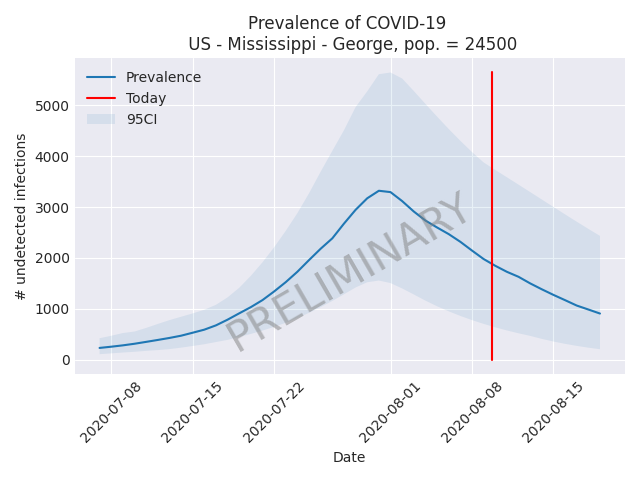 Prevalence of COVID-19
US - Mississippi - George, pop. = 24500
Prevalence
Today
95CI
# undetected infections
5000
4000
3000
2000
1000
0
PRELIMINARY
2020-07-08
2020-07-15
2020-07-22
2020-08-01
2020-08-08
2020-08-15
Date